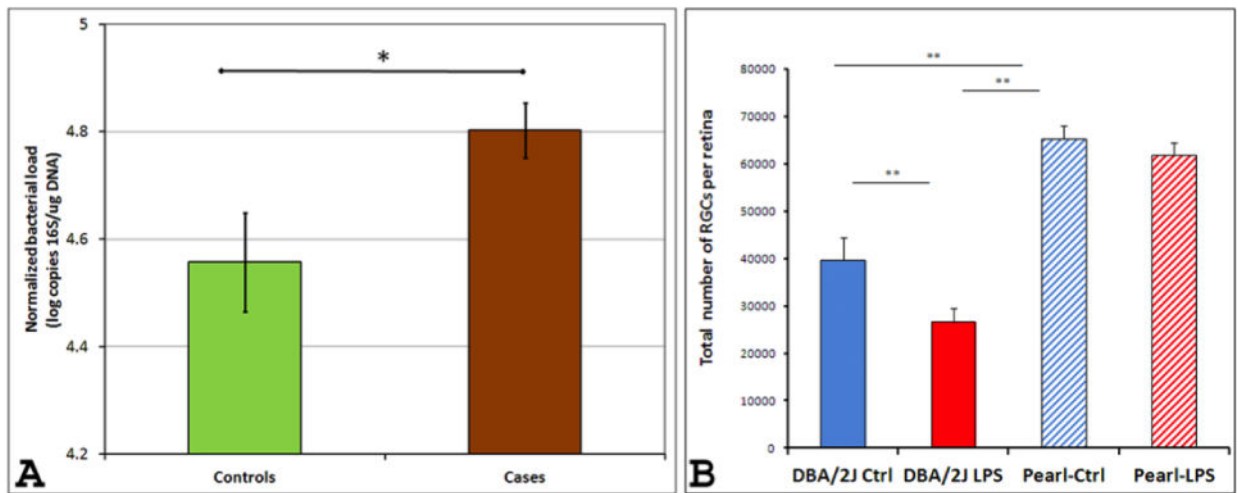 5
4.8
4.6
4.4
4.2
Normalized bacterial load
(log copies 16S/ug DNA)
*
Controls
Cases
A
80000
70000
60000
50000
40000
30000
20000
10000
0
Total number of RGCs per retina
**
**
**
DBA/2J Ctrl
DBA/2J LPS
Pearl-Ctrl
Pearl-LPS
B